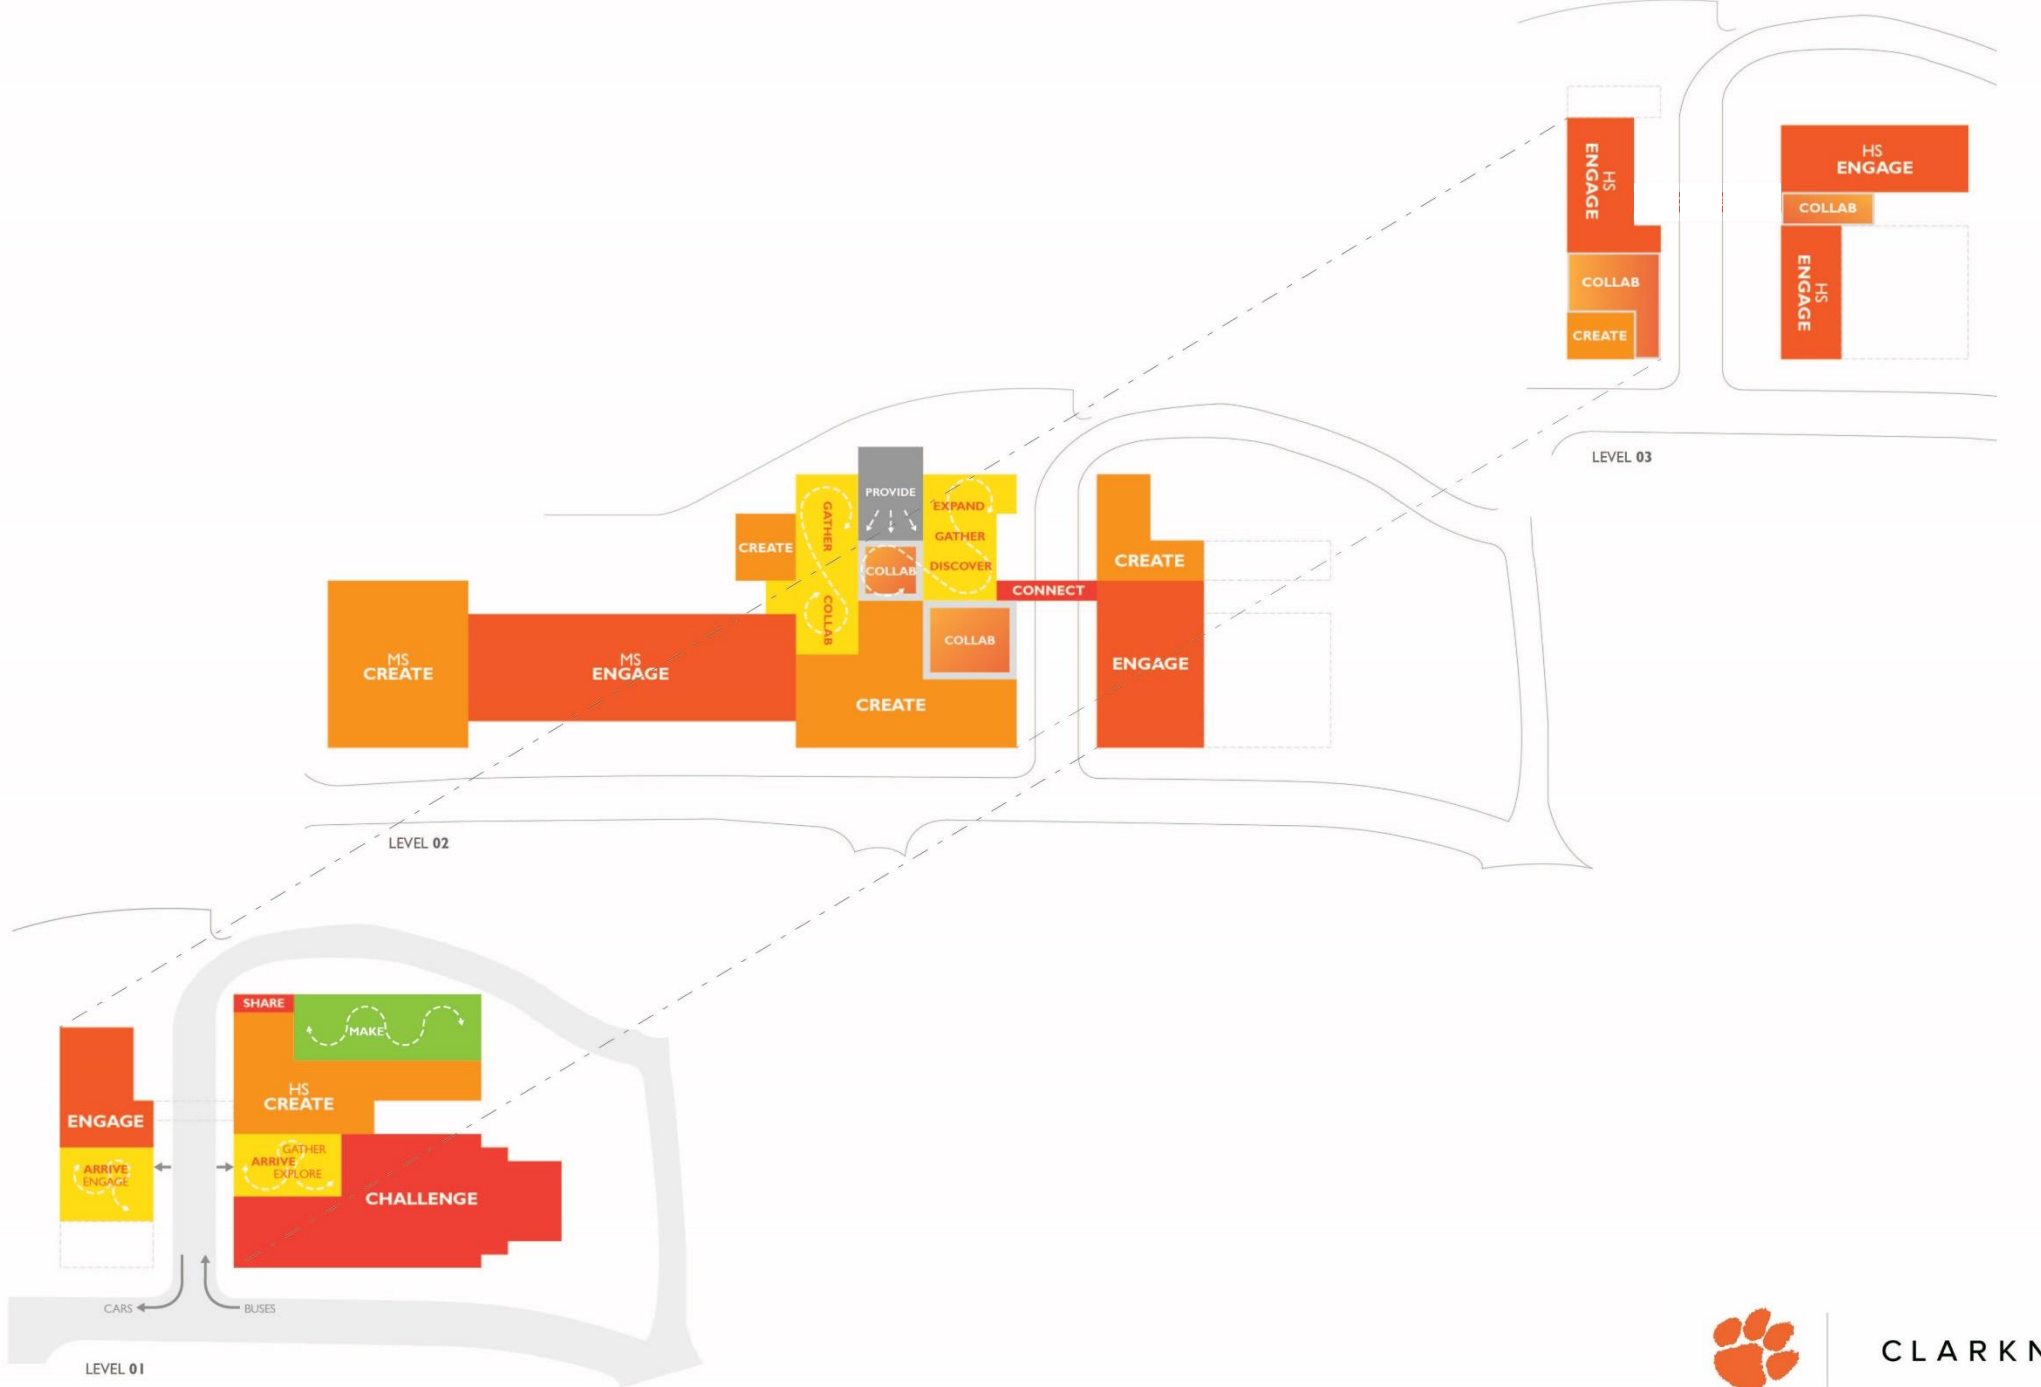 HS
ENGAGE
COLLAB
CREATE
HS
ENGAGE
COLLAB
HS
ENGAGE
LEVEL 03
PROVIDE
GATHER
COLLAB
EXPAND
GATHER
DISCOVER
CREATE
COLLAB
CONNECT
COLLAB
CREATE
MS
CREATE
MS
ENGAGE
CREATE
ENGAGE
LEVEL 02
SHARE
MAKE
HS
CREATE
ENGAGE
ARRIVE
ENGAGE
GATHER
ARRIVE
EXPLORE
CHALLENGE
CARS
BUSES
LEVEL 01
CLARKN